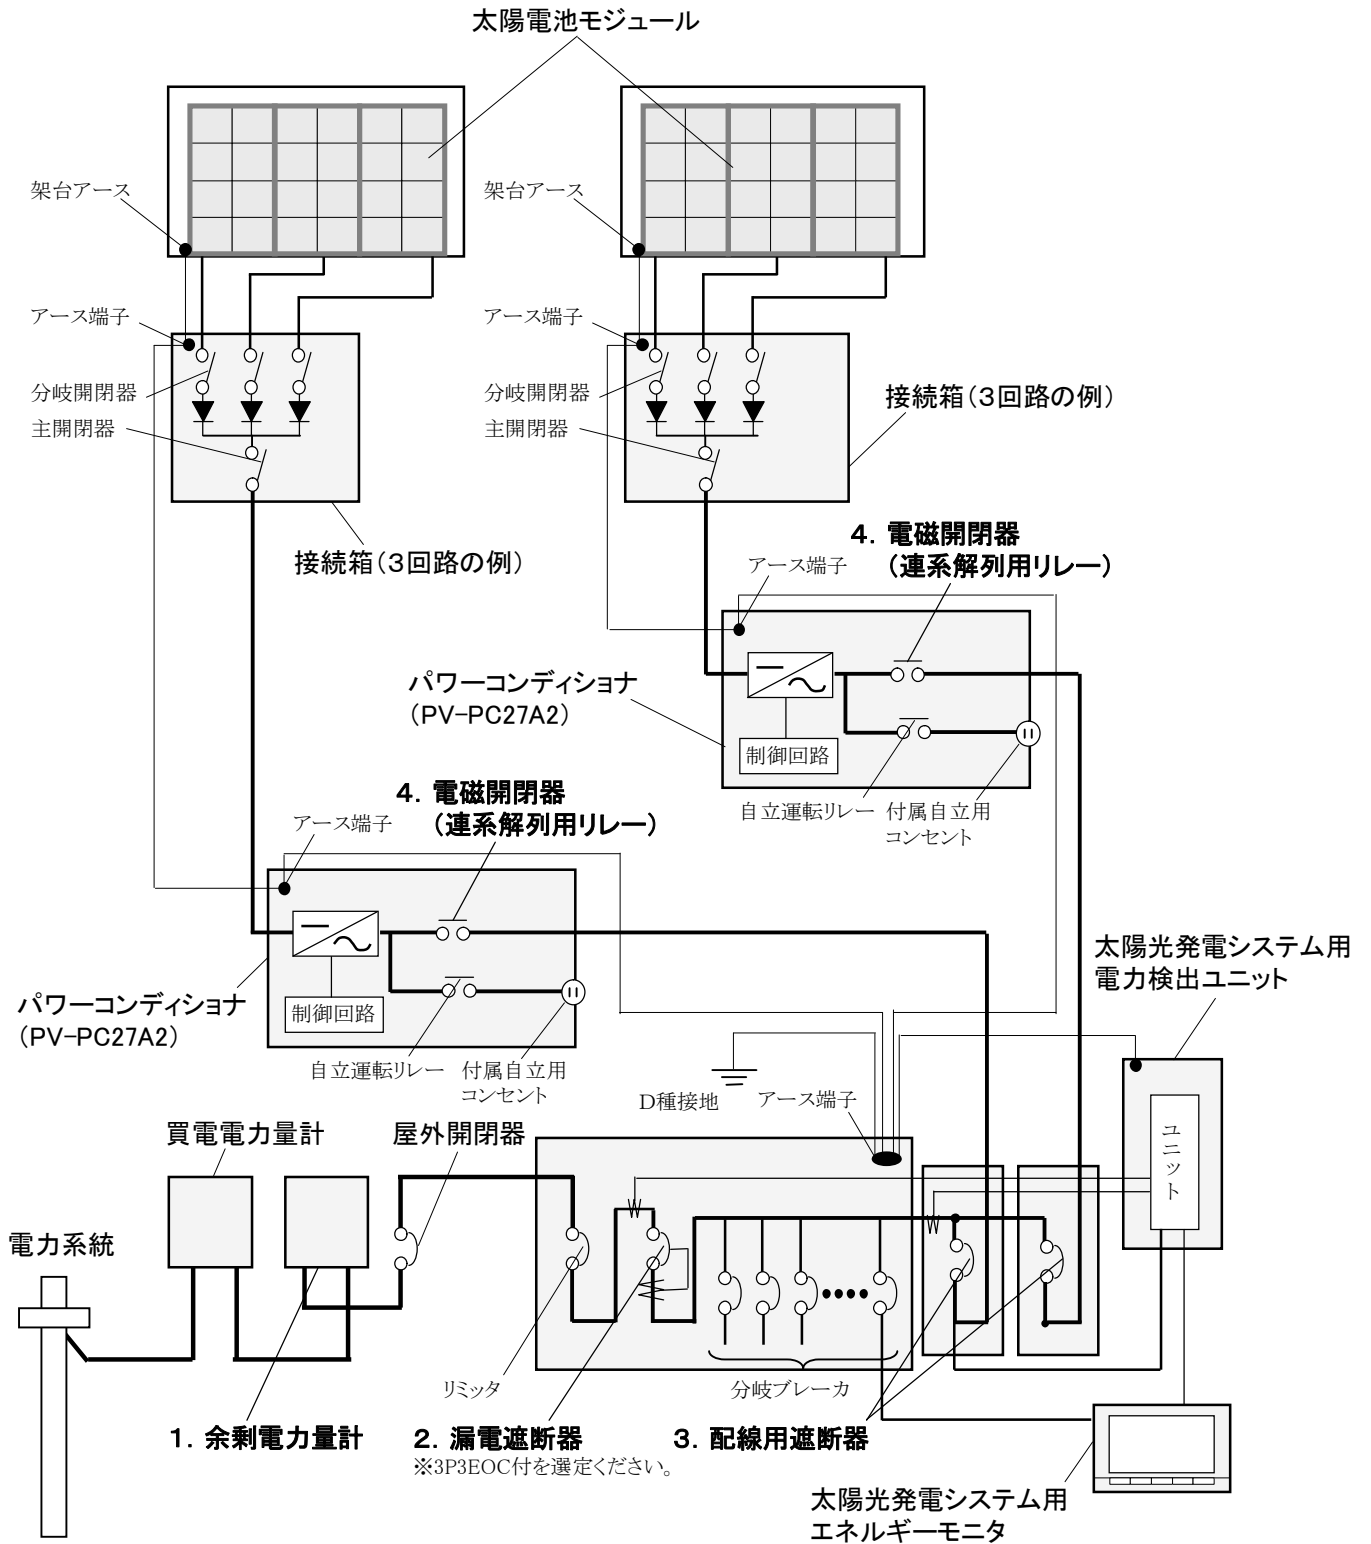 太陽電池モジュール
架台アース
架台アース
アース端子
アース端子
分岐開閉器
主開閉器
分岐開閉器
主開閉器
接続箱(3回路の例)
接続箱(3回路の例)
4. 電磁開閉器
(連系解列用リレー)
アース端子
パワーコンディショナ
(PV-PC27A2)
制御回路
自立運転リレー
付属自立用
コンセント
4. 電磁開閉器
(連系解列用リレー)
アース端子
パワーコンディショナ
(PV-PC27A2)
制御回路
自立運転リレー
付属自立用
コンセント
太陽光発電システム用
電力検出ユニット
D種接地
アース端子
ユニット
買電電力量計
屋外開閉器
電力系統
リミッタ
分岐ブレーカ
1. 余剰電力量計
2. 漏電遮断器
※3P3EOC付を選定ください。
3. 配線用遮断器
太陽光発電システム用
エネルギーモニタ